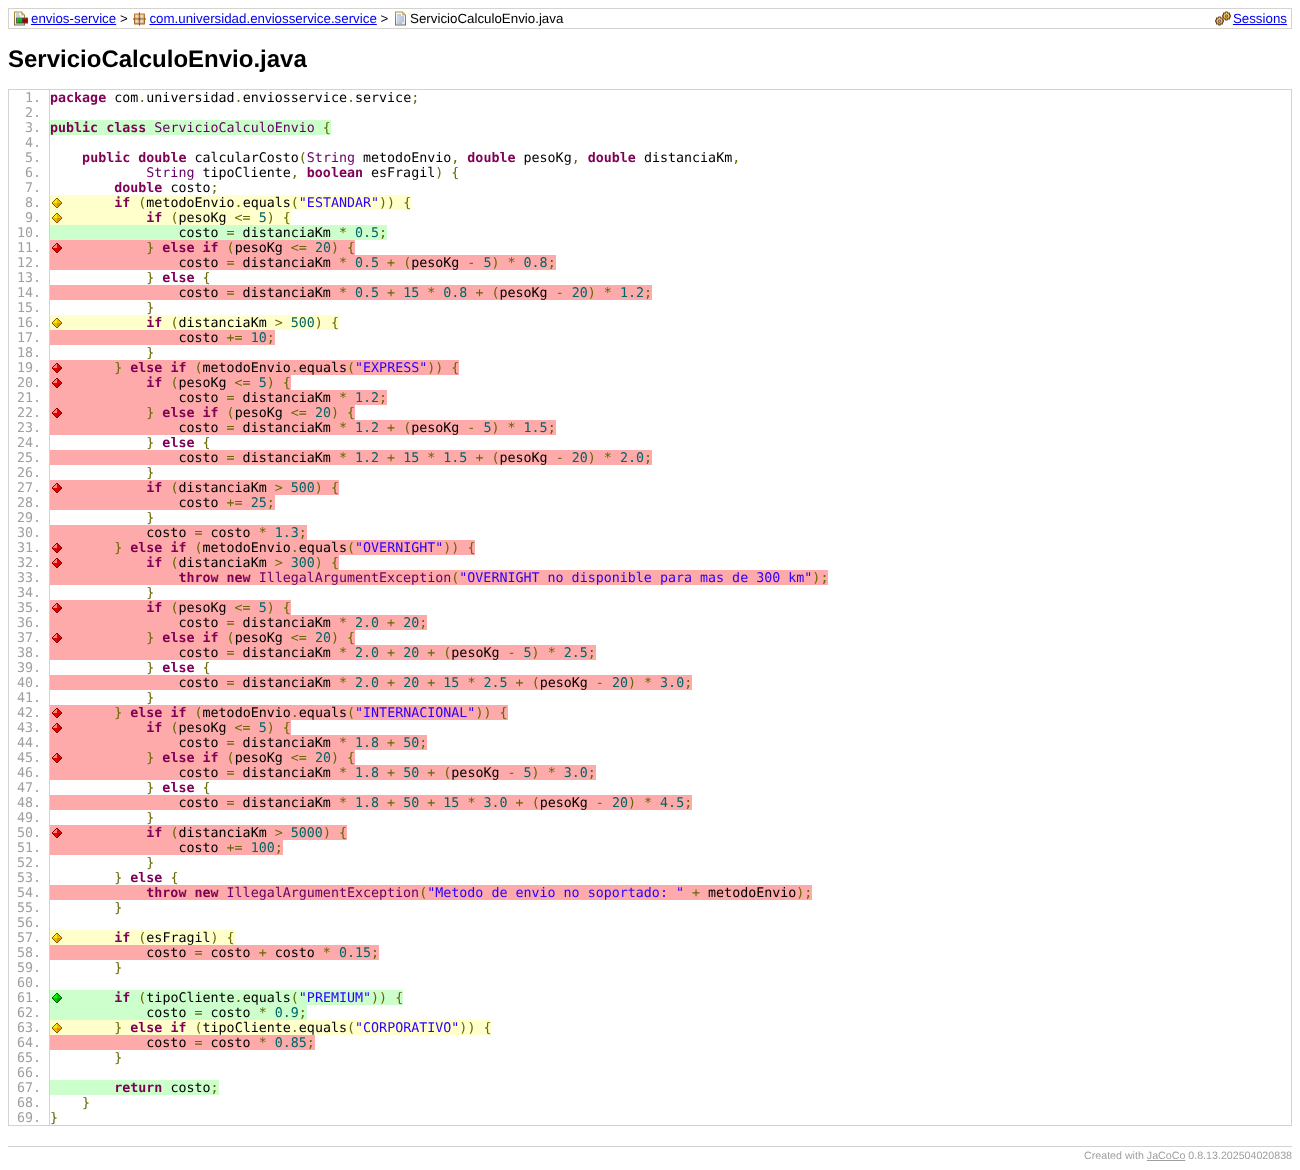 envios-service > com.universidad.enviosservice.service > ServicioCalculoEnvio.java Sessions
ServicioCalculoEnvio.java
1. package com.universidad.enviosservice.service;
2.
3. public class ServicioCalculoEnvio {
4.
5.     public double calcularCosto(String metodoEnvio, double pesoKg, double distanciaKm,
6.             String tipoCliente, boolean esFragil) {
7.         double costo;
8.         if (metodoEnvio.equals("ESTANDAR")) {
9.             if (pesoKg <= 5) {
10.                 costo = distanciaKm * 0.5;
11.             } else if (pesoKg <= 20) {
12.                 costo = distanciaKm * 0.5 + (pesoKg - 5) * 0.8;
13.             } else {
14.                 costo = distanciaKm * 0.5 + 15 * 0.8 + (pesoKg - 20) * 1.2;
15.             }
16.             if (distanciaKm > 500) {
17.                 costo += 10;
18.             }
19.         } else if (metodoEnvio.equals("EXPRESS")) {
20.             if (pesoKg <= 5) {
21.                 costo = distanciaKm * 1.2;
22.             } else if (pesoKg <= 20) {
23.                 costo = distanciaKm * 1.2 + (pesoKg - 5) * 1.5;
24.             } else {
25.                 costo = distanciaKm * 1.2 + 15 * 1.5 + (pesoKg - 20) * 2.0;
26.             }
27.             if (distanciaKm > 500) {
28.                 costo += 25;
29.             }
30.             costo = costo * 1.3;
31.         } else if (metodoEnvio.equals("OVERNIGHT")) {
32.             if (distanciaKm > 300) {
33.                 throw new IllegalArgumentException("OVERNIGHT no disponible para mas de 300 km");
34.             }
35.             if (pesoKg <= 5) {
36.                 costo = distanciaKm * 2.0 + 20;
37.             } else if (pesoKg <= 20) {
38.                 costo = distanciaKm * 2.0 + 20 + (pesoKg - 5) * 2.5;
39.             } else {
40.                 costo = distanciaKm * 2.0 + 20 + 15 * 2.5 + (pesoKg - 20) * 3.0;
41.             }
42.         } else if (metodoEnvio.equals("INTERNACIONAL")) {
43.             if (pesoKg <= 5) {
44.                 costo = distanciaKm * 1.8 + 50;
45.             } else if (pesoKg <= 20) {
46.                 costo = distanciaKm * 1.8 + 50 + (pesoKg - 5) * 3.0;
47.             } else {
48.                 costo = distanciaKm * 1.8 + 50 + 15 * 3.0 + (pesoKg - 20) * 4.5;
49.             }
50.             if (distanciaKm > 5000) {
51.                 costo += 100;
52.             }
53.         } else {
54.             throw new IllegalArgumentException("Metodo de envio no soportado: " + metodoEnvio);
55.         }
56.
57.         if (esFragil) {
58.             costo = costo + costo * 0.15;
59.         }
60.
61.         if (tipoCliente.equals("PREMIUM")) {
62.             costo = costo * 0.9;
63.         } else if (tipoCliente.equals("CORPORATIVO")) {
64.             costo = costo * 0.85;
65.         }
66.
67.         return costo;
68.     }
69. }
Created with JaCoCo 0.8.13.202504020838